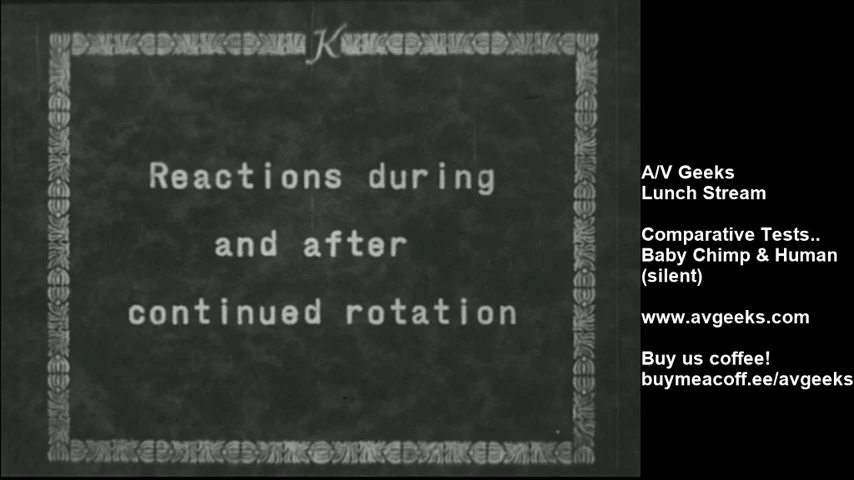 K
Reactions during
and after
continued rotation
A/V Geeks
Lunch Stream
Comparative Tests..
Baby Chimp & Human
(silent)
www.avgeeks.com
Buy us coffee!
buymeacoff.ee/avgeeks